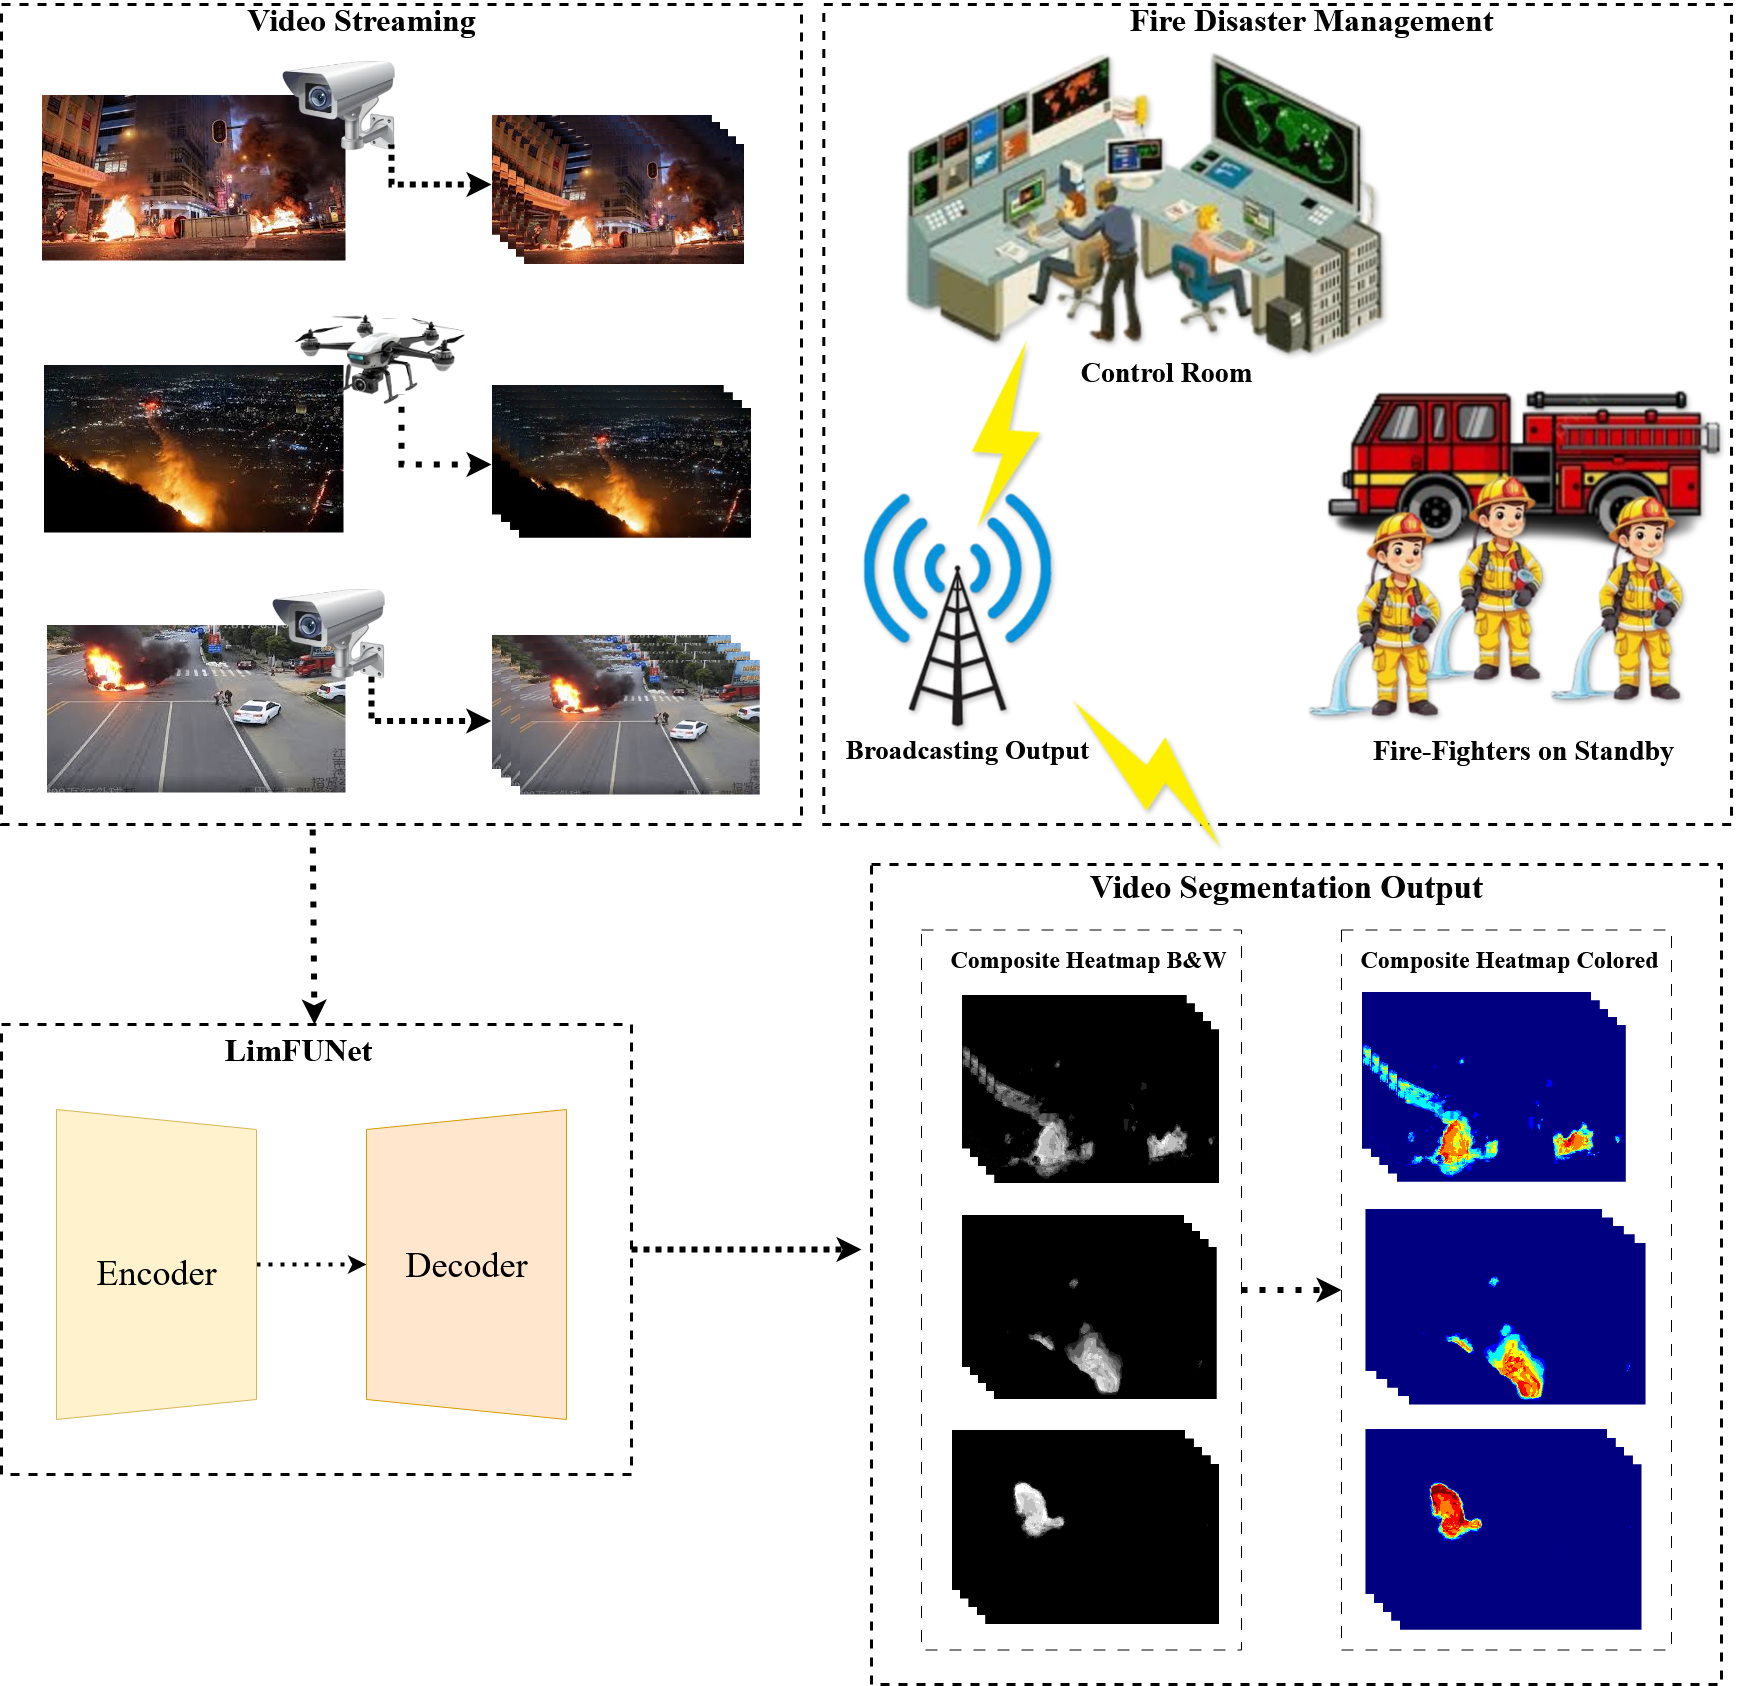 Video Streaming
Fire Disaster Management
Control Room
Broadcasting Output
Fire-Fighters on Standby
LimFUNet
Encoder
Decoder
Video Segmentation Output
Composite Heatmap B&W
Composite Heatmap Colored